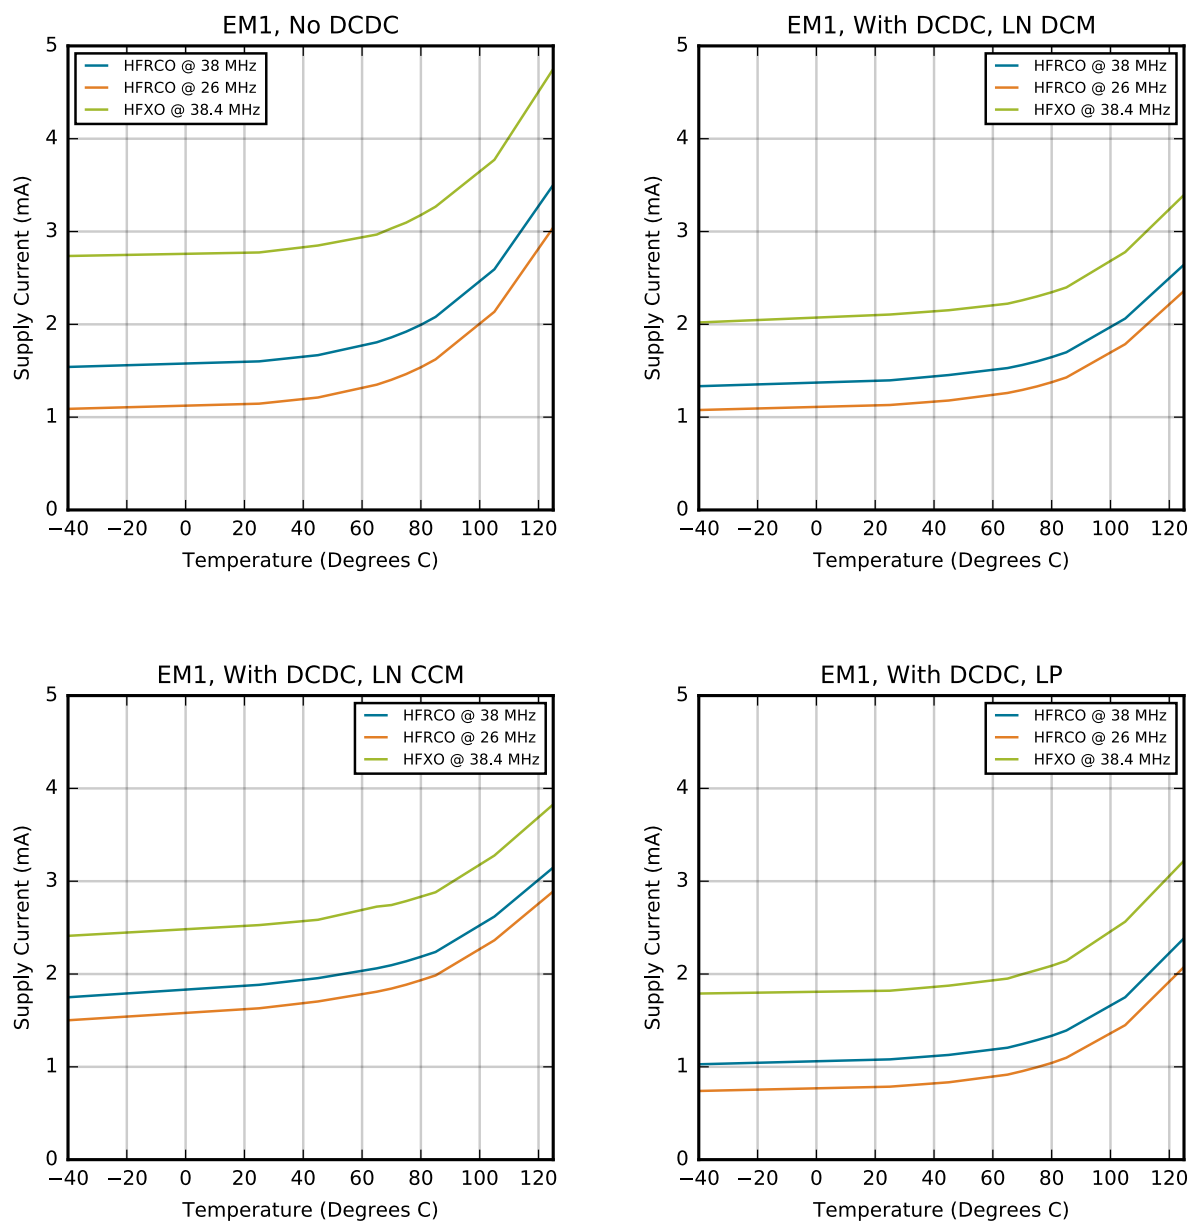 EM1, No DCDC
HFRCO @ 38 MHz
HFRCO @ 26 MHz
HFXO @ 38.4 MHz
Supply Current (mA)
5
4
3
2
1
0
−40 −20 0 20 40 60 80 100 120
Temperature (Degrees C)
EM1, With DCDC, LN DCM
HFRCO @ 38 MHz
HFRCO @ 26 MHz
HFXO @ 38.4 MHz
Supply Current (mA)
5
4
3
2
1
0
−40 −20 0 20 40 60 80 100 120
Temperature (Degrees C)
EM1, With DCDC, LN CCM
HFRCO @ 38 MHz
HFRCO @ 26 MHz
HFXO @ 38.4 MHz
Supply Current (mA)
5
4
3
2
1
0
−40 −20 0 20 40 60 80 100 120
Temperature (Degrees C)
EM1, With DCDC, LP
HFRCO @ 38 MHz
HFRCO @ 26 MHz
HFXO @ 38.4 MHz
Supply Current (mA)
5
4
3
2
1
0
−40 −20 0 20 40 60 80 100 120
Temperature (Degrees C)